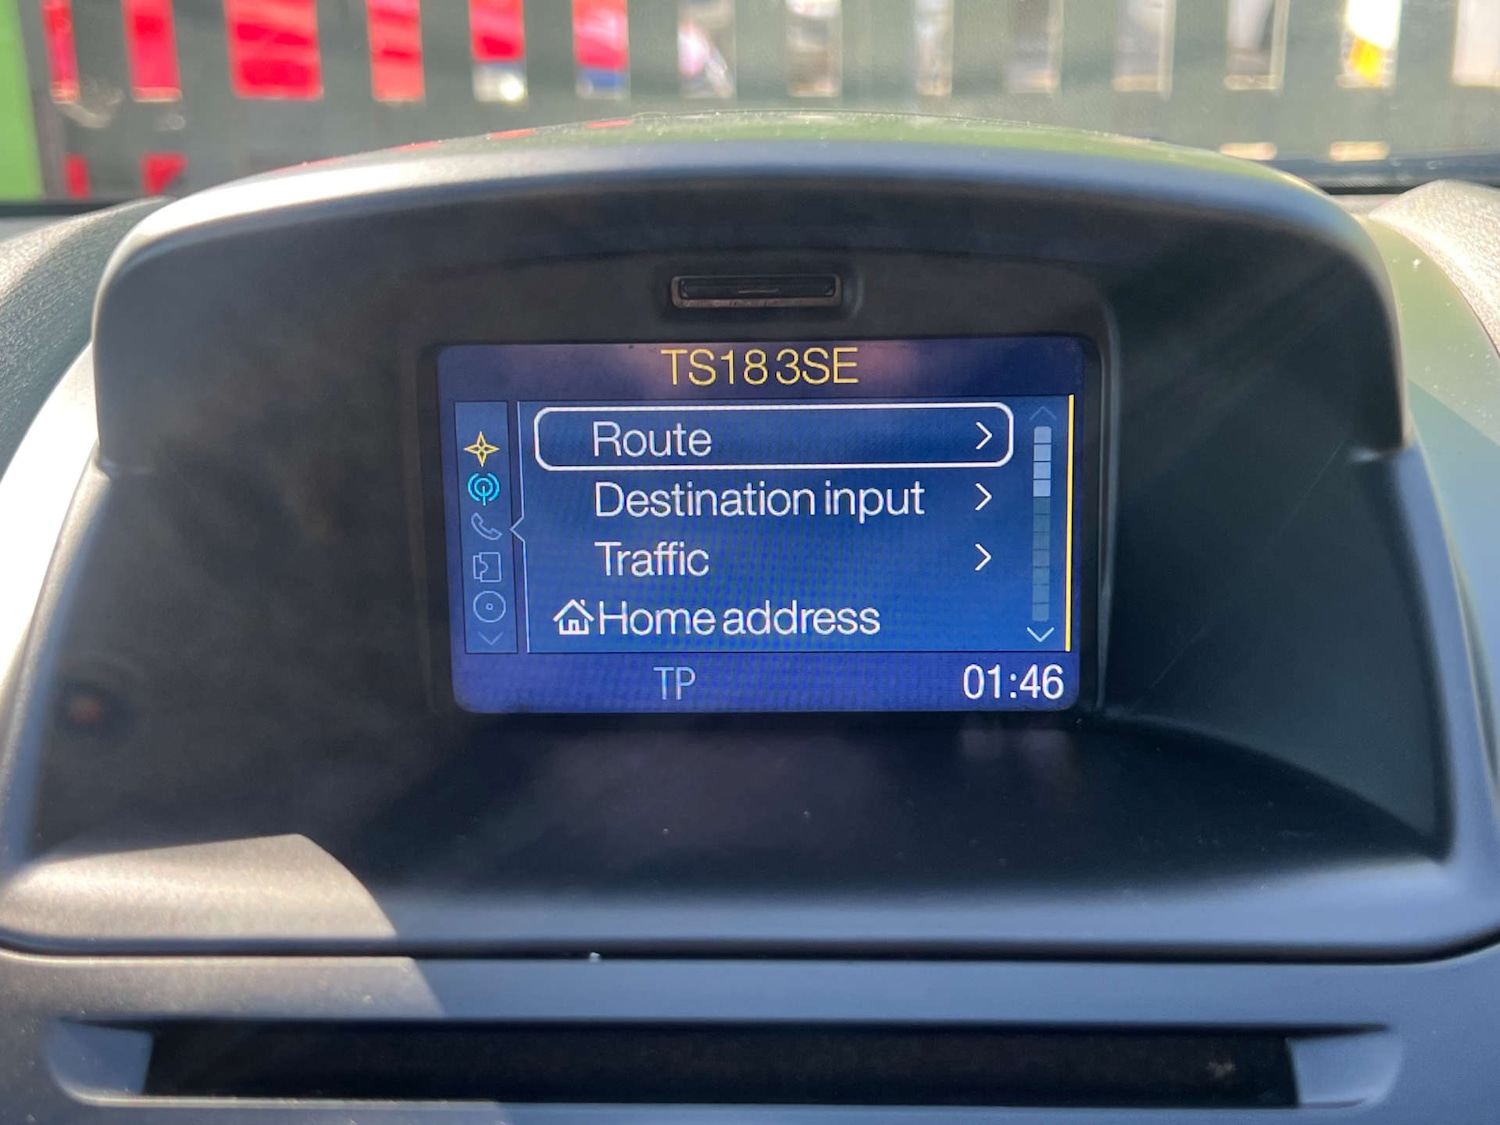 TS18 3SE
Route
Destination input
Traffic
Home address
TP 01:46